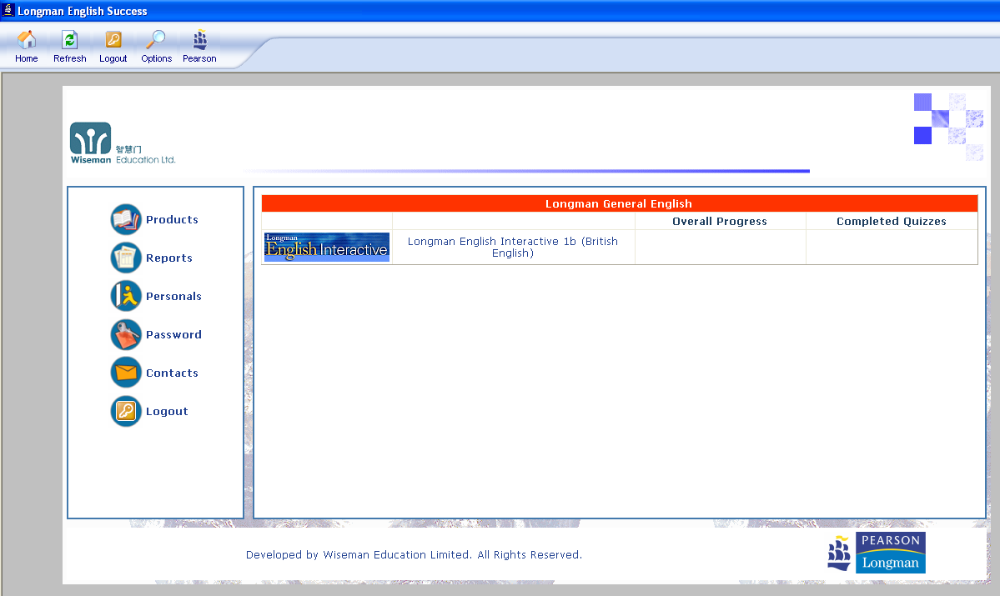 Longman English Success
Home Refresh Logout Options Pearson
智慧门
Wiseman Education Ltd.
Products
Reports
Personals
Password
Contacts
Logout
Longman General English
Overall Progress Completed Quizzes
Longman
English Interactive
Longman English Interactive 1b (British
English)
Developed by Wiseman Education Limited. All Rights Reserved.
PEARSON
Longman